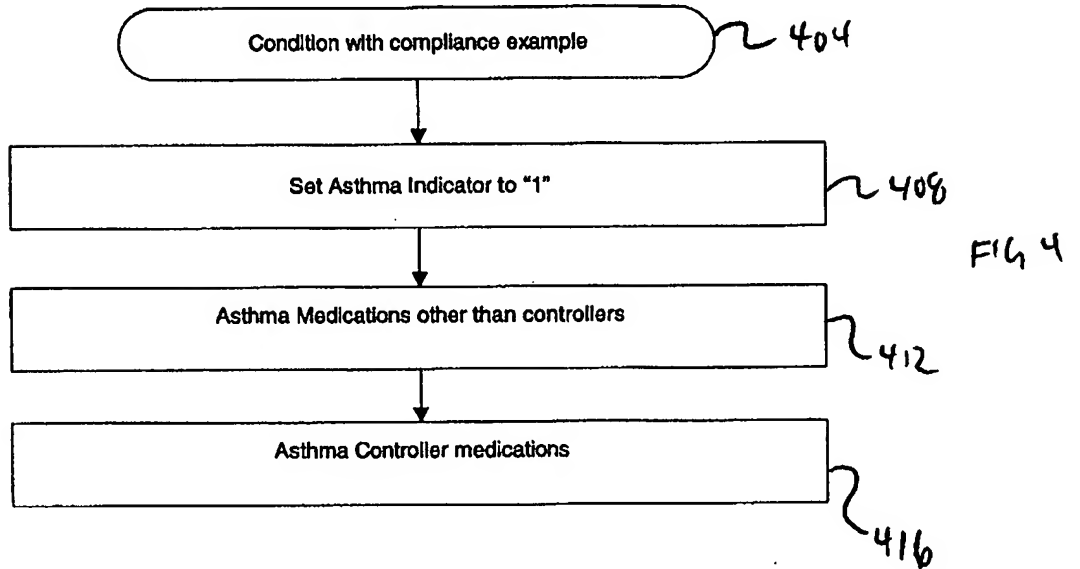 Condition with compliance example
404
Set Asthma Indicator to "1"
408
FIG 4
Asthma Medications other than controllers
412
Asthma Controller medications
416